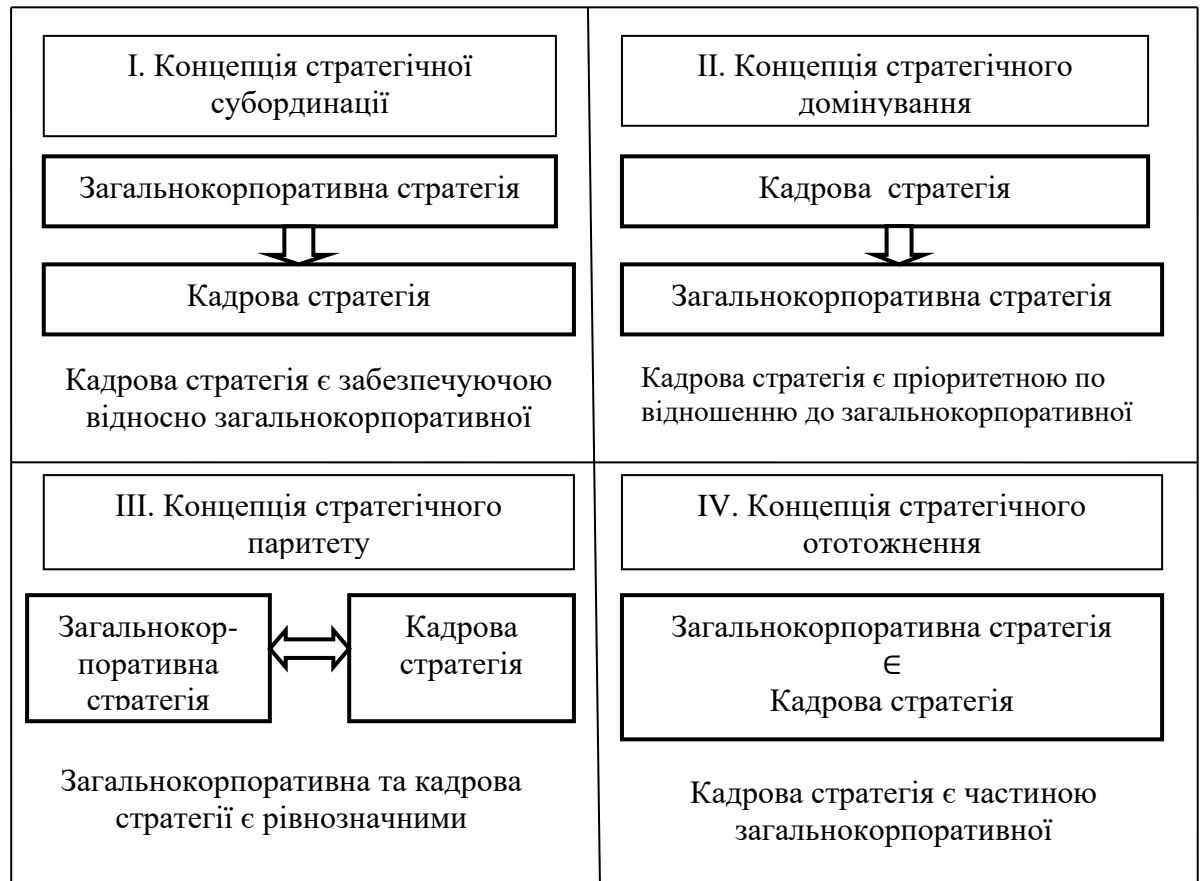 І. Концепція стратегічної
субординації
Загальнокорпоративна стратегія
Кадрова стратегія
Кадрова стратегія є забезпечуючою
відносно загальнокорпоративної
ІІ. Концепція стратегічного
домінування
Кадрова стратегія
Загальнокорпоративна стратегія
Кадрова стратегія є пріоритетною по
відношенню до загальнокорпоративної
ІІІ. Концепція стратегічного
паритету
Загальнокор-
поративна
стратегія
Кадрова
стратегія
Загальнокорпоративна та кадрова
стратегії є рівнозначними
IV. Концепція стратегічного
ототожнення
Загальнокорпоративна стратегія
∈
Кадрова стратегія
Кадрова стратегія є частиною
загальнокорпоративної